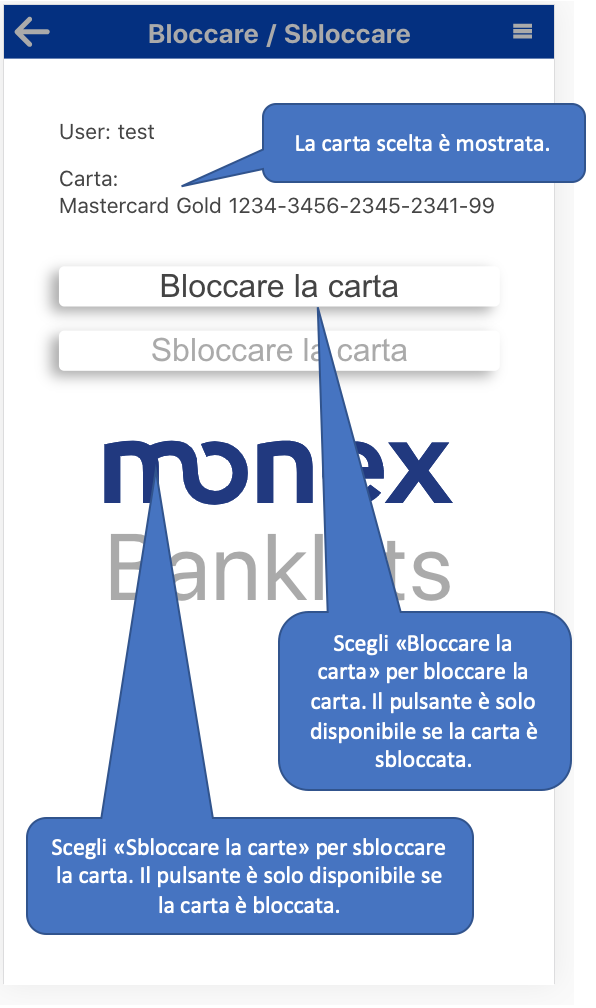 Bloccare / Sbloccare
User: test
La carta scelta è mostrata.
Carta:
Mastercard Gold 1234-3456-2345-2341-99
Bloccare la carta
Sbloccare la carta
monex
Scegli «Bloccare la
carta» per bloccare la
carta. Il pulsante è solo
disponibile se la carta è
sbloccata.
Scegli «Sbloccare la carte» per sbloccare
la carta. Il pulsante è solo disponibile se
la carta è bloccata.